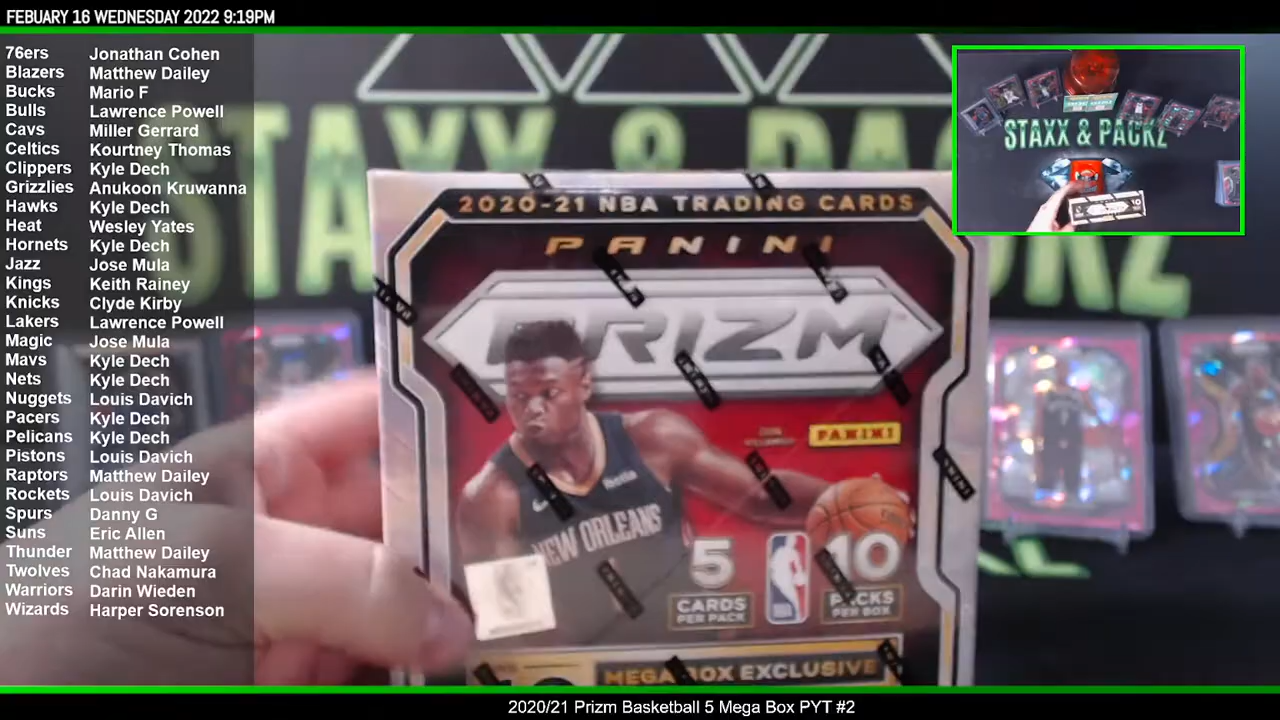 FEBUARY 16 WEDNESDAY 2022 9:19PM
76ers Jonathan Cohen
Blazers Matthew Dailey
Bucks Mario F
Bulls Lawrence Powell
Cavs Miller Gerrard
Celtics Kourtney Thomas
Clippers Kyle Dech
Grizzlies Anukoon Kruwanna
Hawks Kyle Dech
Heat Wesley Yates
Hornets Kyle Dech
Jazz Jose Mula
Kings Keith Rainey
Knicks Clyde Kirby
Lakers Lawrence Powell
Magic Jose Mula
Mavs Kyle Dech
Nets Kyle Dech
Nuggets Louis Davich
Pacers Kyle Dech
Pelicans Kyle Dech
Pistons Louis Davich
Raptors Matthew Dailey
Rockets Louis Davich
Spurs Danny G
Suns Eric Allen
Thunder Matthew Dailey
Twolves Chad Nakamura
Warriors Darin Wieden
Wizards Harper Sorenson
STAXX & PACKZ
2020-21 NBA TRADING CARDS
PANINI
PRIZM
PANINI
NEW ORLEANS
5
CARDS
PER PACK
10
PACKS
PER BOX
MEGA BOX EXCLUSIVE
STAXX & PACKZ
2020/21 Prizm Basketball 5 Mega Box PYT #2